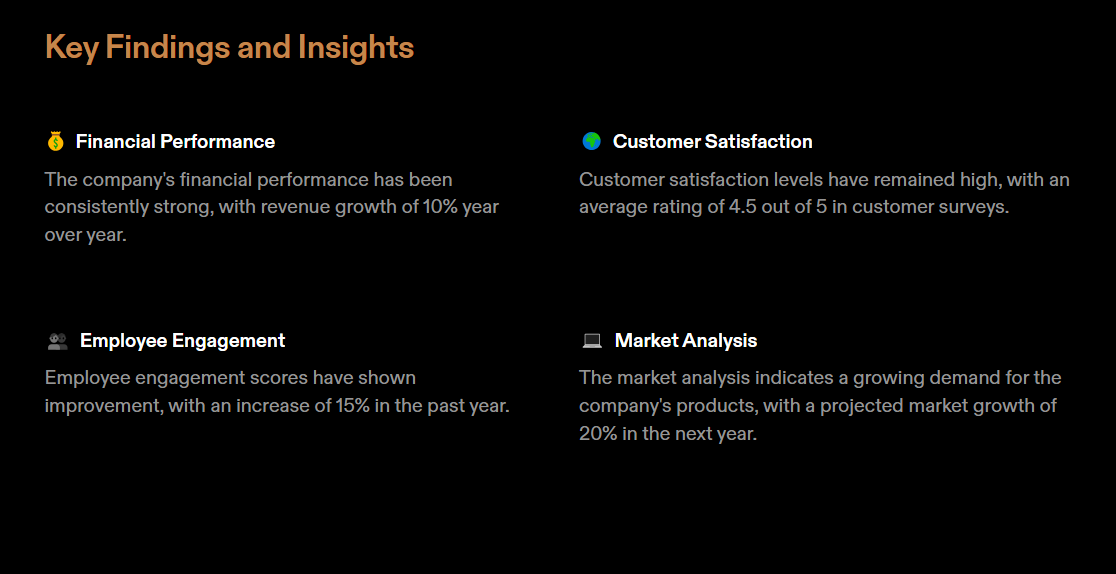 Key Findings and Insights
Financial Performance
The company's financial performance has been
consistently strong, with revenue growth of 10% year
over year.
Customer Satisfaction
Customer satisfaction levels have remained high, with an
average rating of 4.5 out of 5 in customer surveys.
Employee Engagement
Employee engagement scores have shown
improvement, with an increase of 15% in the past year.
Market Analysis
The market analysis indicates a growing demand for the
company's products, with a projected market growth of
20% in the next year.